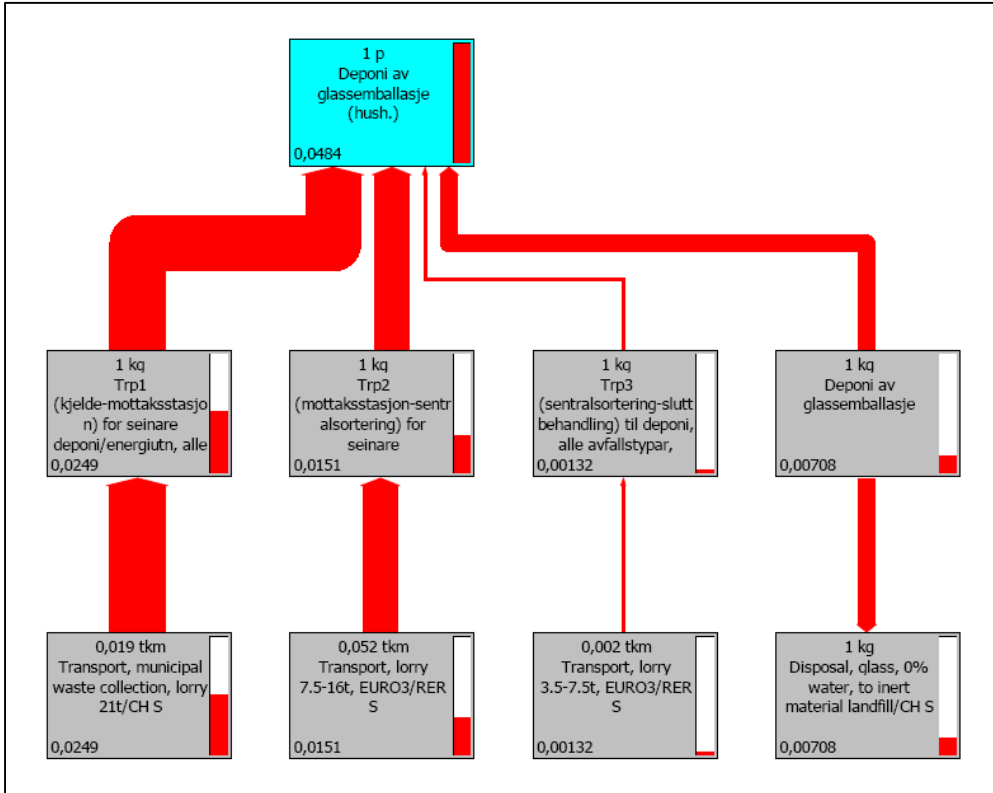 1 p
Deponi av
glassemballasje
(hush.)
0,0484
1 kg
Trp1
(kjelde-mottaksstasjo
n) for seinare
deponi/energiutn, alle
0,0249
1 kg
Trp2
(mottaksstasjon-sentr
alsortering) for
seinare
0,0151
1 kg
Trp3
(sentralsortering-slutt
behandling) til deponi,
alle avfallstypar,
0,00132
1 kg
Deponi av
glassemballasje
0,00708
0,019 tkm
Transport, municipal
waste collection, lorry
21t/CH S
0,0249
0,052 tkm
Transport, lorry
7.5-16t, EURO3/RER
S
0,0151
0,002 tkm
Transport, lorry
3.5-7.5t, EURO3/RER
S
0,00132
1 kg
Disposal, glass, 0%
water, to inert
material landfill/CH S
0,00708